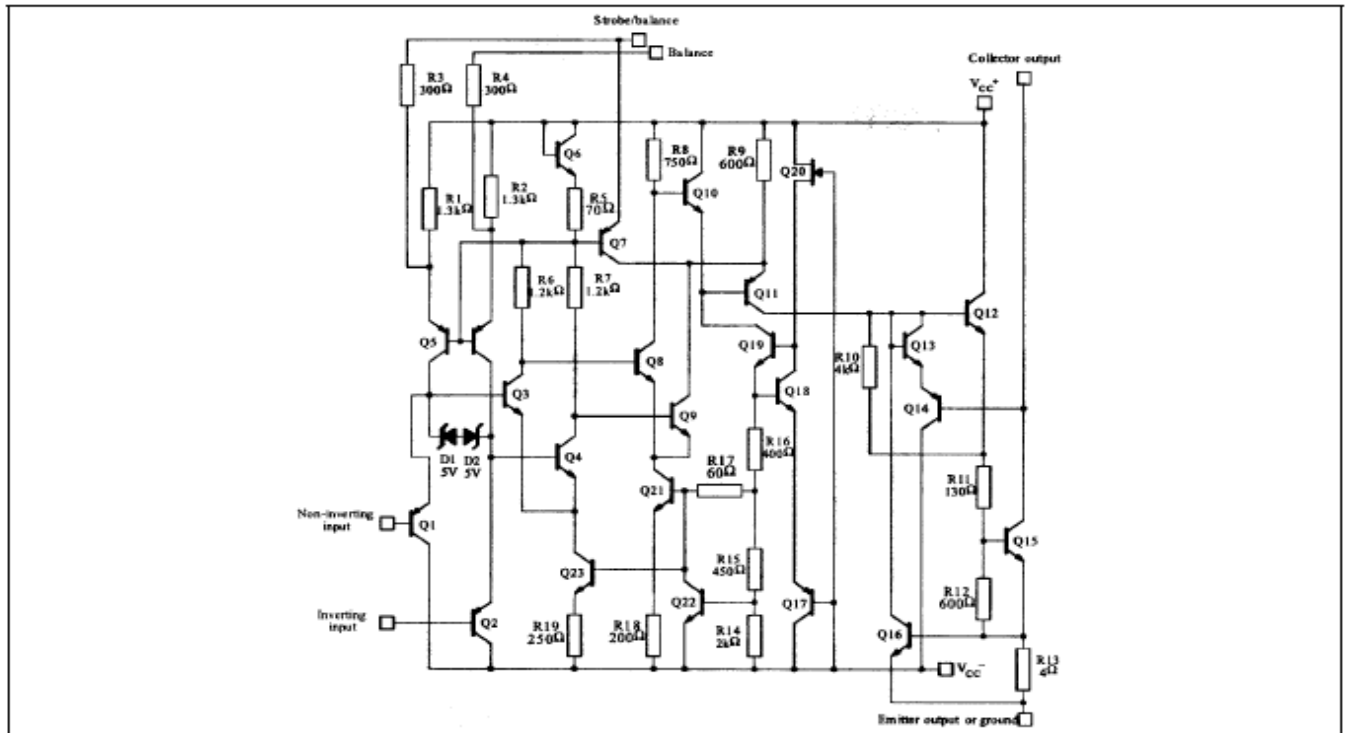 Strobe/balance
Balance
Collector output
VCC+
R3
300Ω
R4
300Ω
Q6
R8
750Ω
R9
600Ω
Q20
Q10
R1
1.3kΩ
R2
1.3kΩ
R5
70Ω
Q7
R6
1.2kΩ
R7
1.2kΩ
Q11
Q12
Q5
Q19
Q13
Q8
R10
4kΩ
Q3
Q18
Q14
Q9
D1
5V
D2
5V
Q4
R16
400Ω
R17
60Ω
R11
130Ω
Q21
Non-inverting
input
Q1
Q15
R15
450Ω
Q23
R12
600Ω
Q22
Q17
Inverting
input
Q2
R19
250Ω
R18
200Ω
R14
2kΩ
Q16
VCC-
R13
4Ω
Emitter output or ground